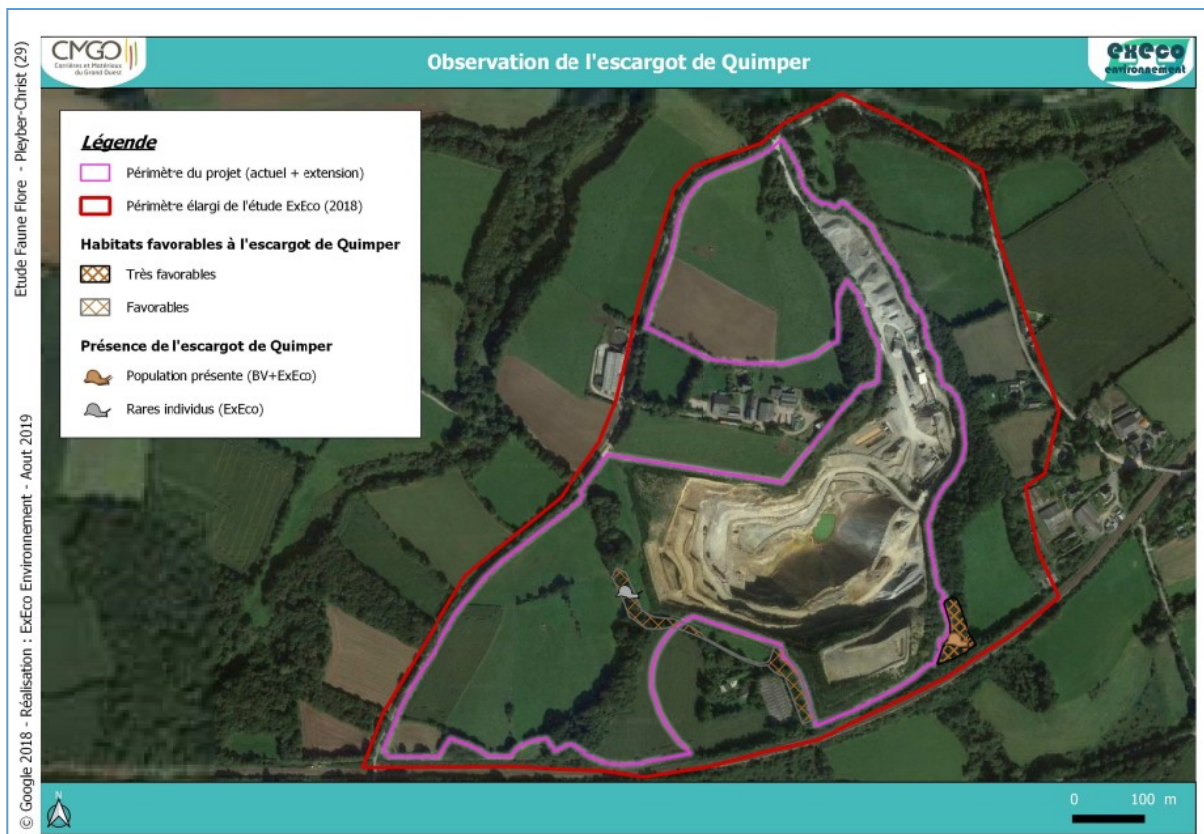 CMGO
Carrières et Matériaux
du Grand Ouest
Observation de l'escargot de Quimper
execo
environnement
Etude Faune Flore - Pleyber-Christ (29)
Légende
Périmètre du projet (actuel + extension)
Périmètre élargi de l'étude ExEco (2018)
Habitats favorables à l'escargot de Quimper
Très favorables
Favorables
Présence de l'escargot de Quimper
Population présente (BV+ExEco)
Rares individus (ExEco)
© Google 2018 - Réalisation : ExEco Environnement - Aout 2019
N
0 100 m